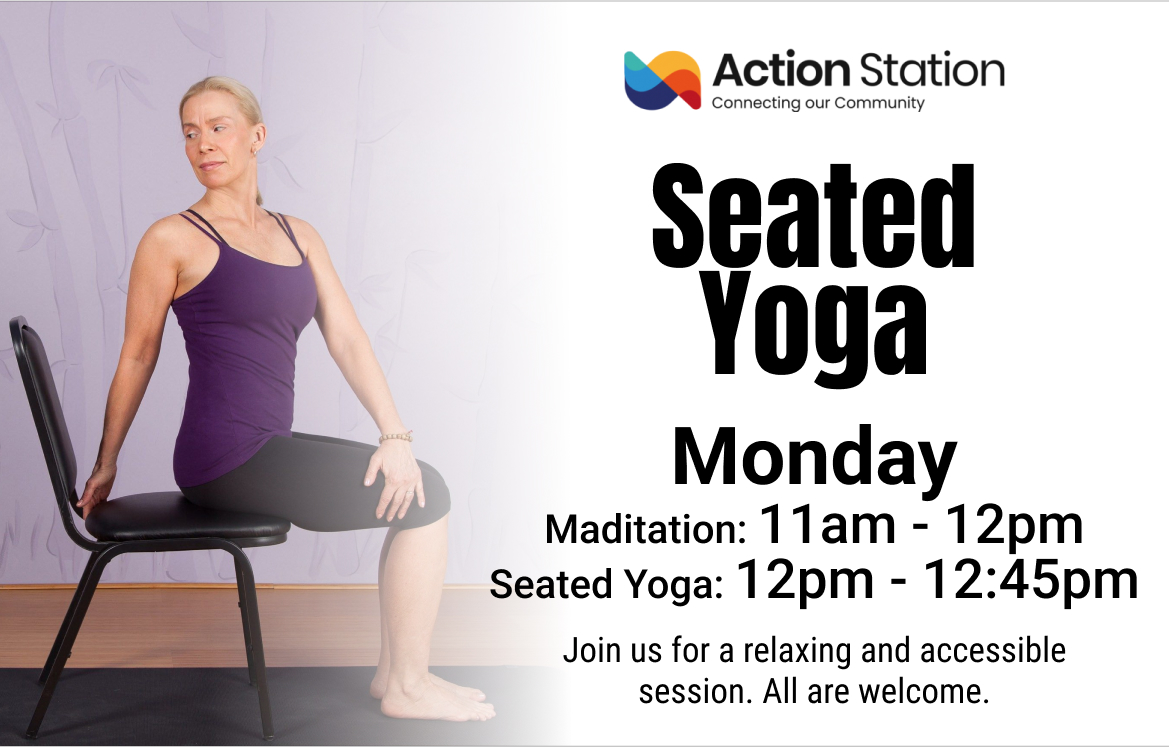 Action Station
Connecting our Community
Seated
Yoga
Monday
Maditation: 11am - 12pm
Seated Yoga: 12pm - 12:45pm
Join us for a relaxing and accessible
session. All are welcome.